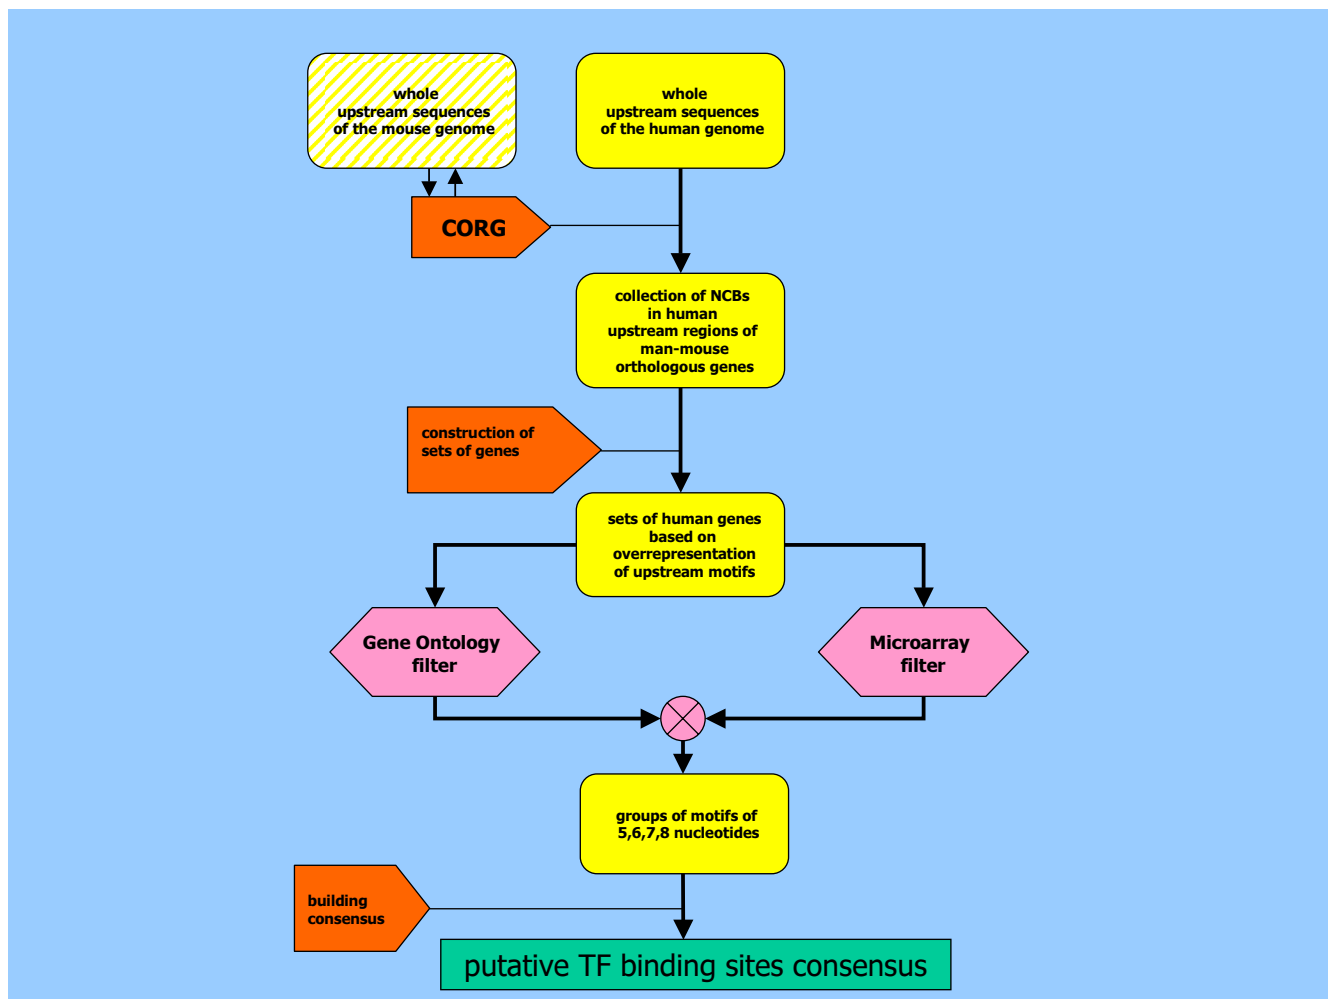 whole
upstream sequences
of the mouse genome
whole
upstream sequences
of the human genome
CORG
collection of NCBs
in human
upstream regions of
man-mouse
orthologous genes
construction of
sets of genes
sets of human genes
based on
overrepresentation
of upstream motifs
Gene Ontology
filter
Microarray
filter
groups of motifs of
5,6,7,8 nucleotides
building
consensus
putative TF binding sites consensus